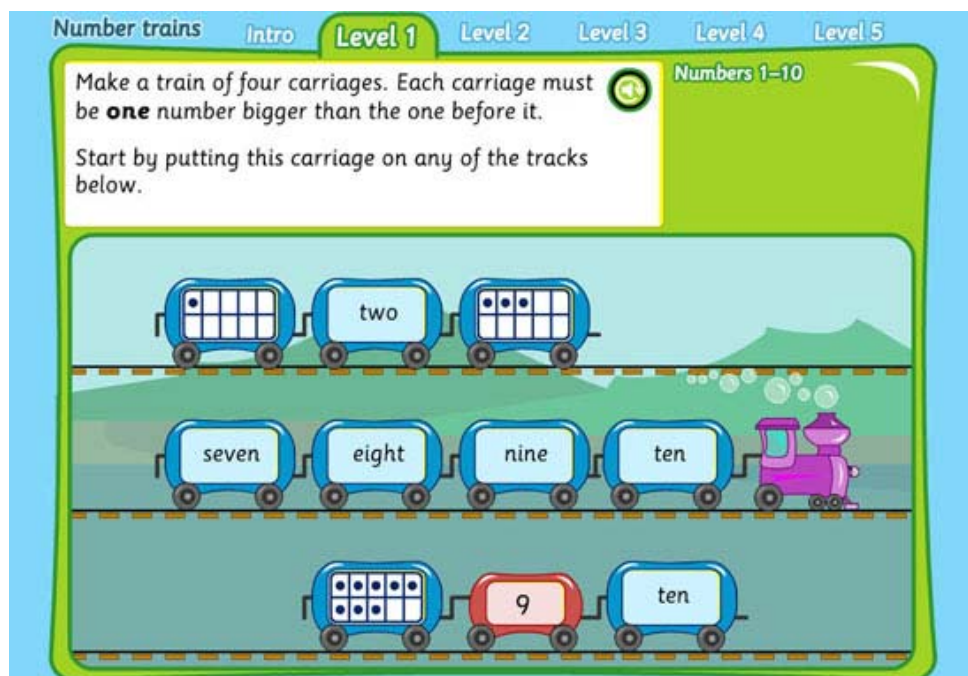 Number trains
Intro
Level 1
Level 2
Level 3
Level 4
Level 5
Make a train of four carriages. Each carriage must
be one number bigger than the one before it.
Start by putting this carriage on any of the tracks
below.
Numbers 1–10
two
seven
eight
nine
ten
9
ten